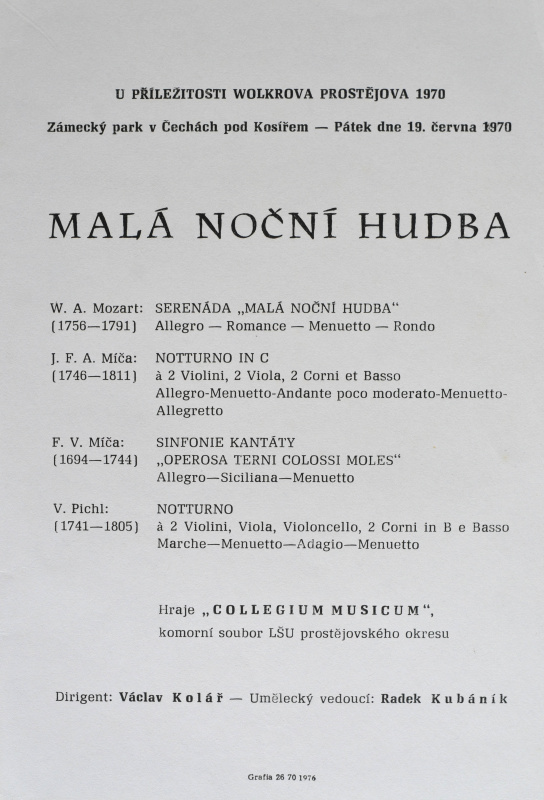 U PŘÍLEŽITOSTI WOLKROVA PROSTĚJOVA 1970
Zámecký park v Čechách pod Kosířem — Pátek dne 19. června 1970
MALÁ NOČNÍ HUDBA
W. A. Mozart: SERENÁDA „MALÁ NOČNÍ HUDBA“
(1756—1791) Allegro — Romance — Menuetto — Rondo
J. F. A. Míča: NOTTURNO IN C
(1746—1811) à 2 Violini, 2 Viola, 2 Corni et Basso
Allegro-Menuetto-Andante poco moderato-Menuetto-
Allegretto
F. V. Míča: SINFONIE KANTÁTY
(1694—1744) „OPEROSA TERNI COLOSSI MOLES“
Allegro—Siciliana—Menuetto
V. Pichl: NOTTURNO
(1741—1805) à 2 Violini, Viola, Violoncello, 2 Corni in B e Basso
Marche—Menuetto—Adagio—Menuetto
Hraje „COLLEGIUM MUSICUM“,
komorní soubor LŠU prostějovského okresu
Dirigent: Václav Kolář — Umělecký vedoucí: Radek Kubáník
Grafia 26 70 1976